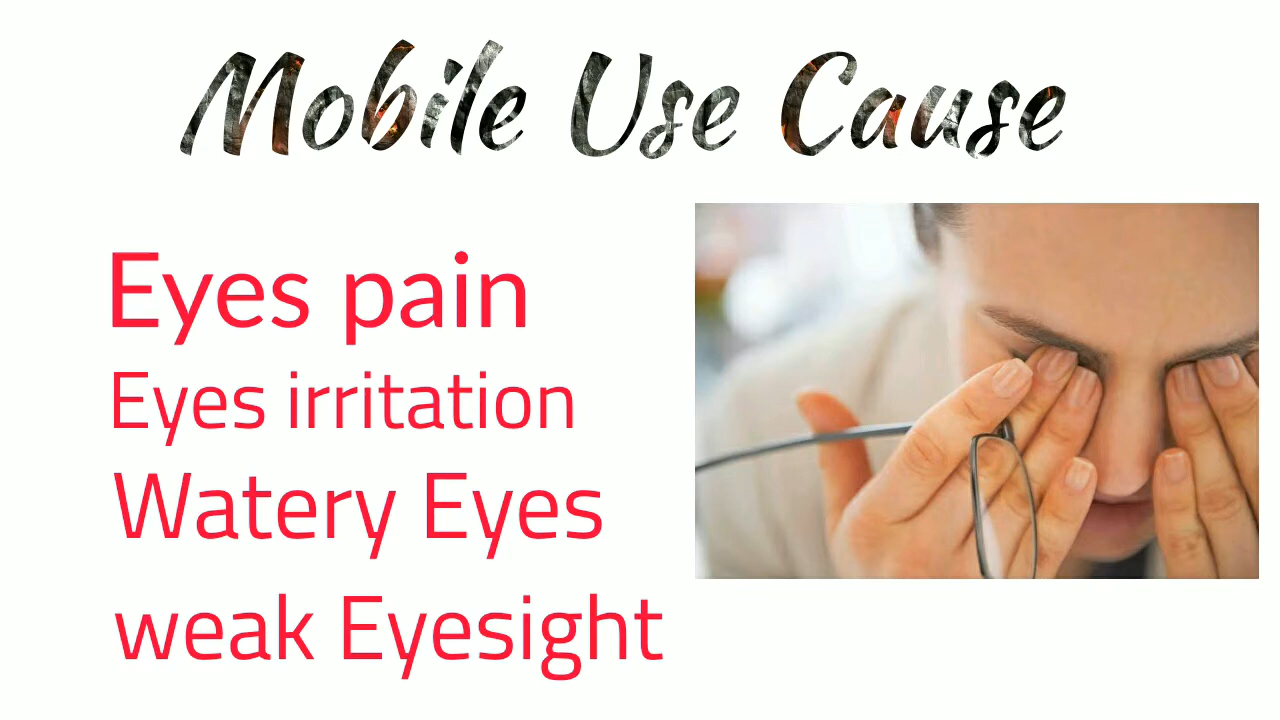 Mobile Use Cause
Eyes pain
Eyes irritation
Watery Eyes
weak Eyesight